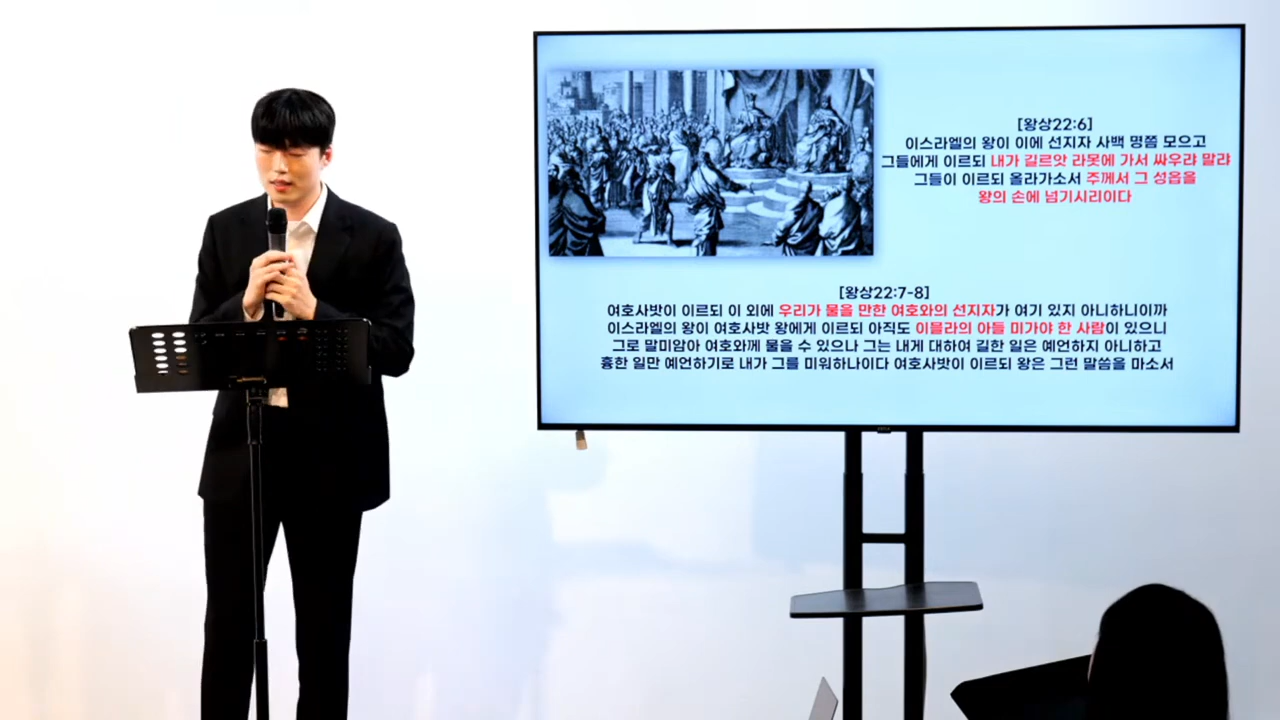 [왕상22:6]
이스라엘의 왕이 이에 선지자 사백 명쯤 모으고
그들에게 이르되 내가 길르앗 라못에 가서 싸우랴 말랴
그들이 이르되 올라가소서 주께서 그 성읍을
왕의 손에 넘기시리이다
[왕상22:7-8]
여호사밧이 이르되 이 외에 우리가 물을 만한 여호와의 선지자가 여기 있지 아니하니이까
이스라엘의 왕이 여호사밧 왕에게 이르되 아직도 이믈라의 아들 미가야 한 사람이 있으니
그로 말미암아 여호와께 물을 수 있으나 그는 내게 대하여 길한 일은 예언하지 아니하고
흉한 일만 예언하기로 내가 그를 미워하나이다 여호사밧이 이르되 왕은 그런 말씀을 마소서